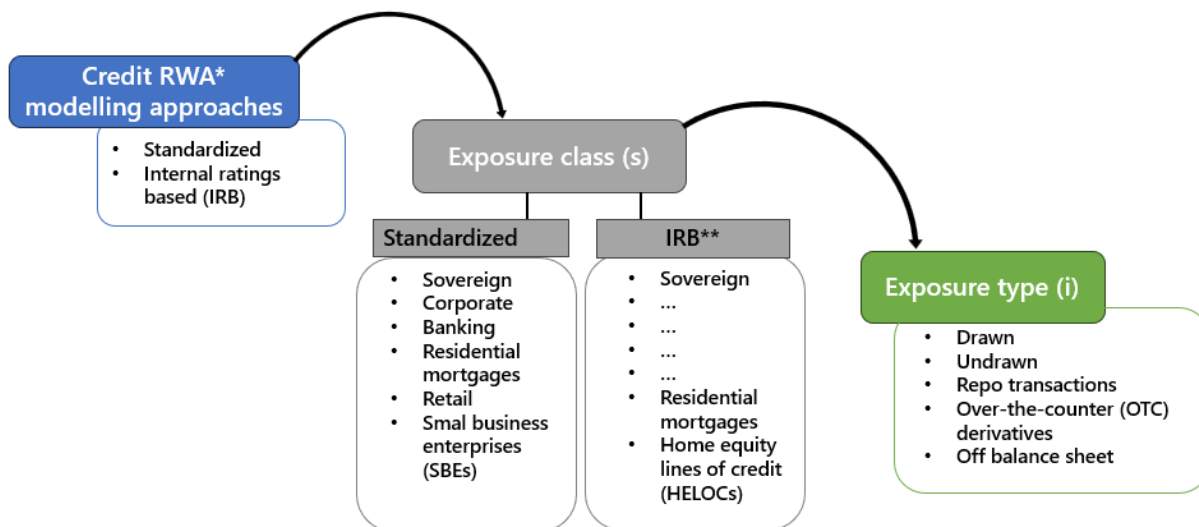 Credit RWA*
modelling approaches
• Standardized
• Internal ratings
based (IRB)
Exposure class (s)
Standardized
• Sovereign
• Corporate
• Banking
• Residential
mortgages
• Retail
• Smal business
enterprises
(SBEs)
IRB**
• Sovereign
• ...
• ...
• ...
• ...
• Residential
mortgages
• Home equity
lines of credit
(HELOCs)
Exposure type (i)
• Drawn
• Undrawn
• Repo transactions
• Over-the-counter (OTC)
derivatives
• Off balance sheet